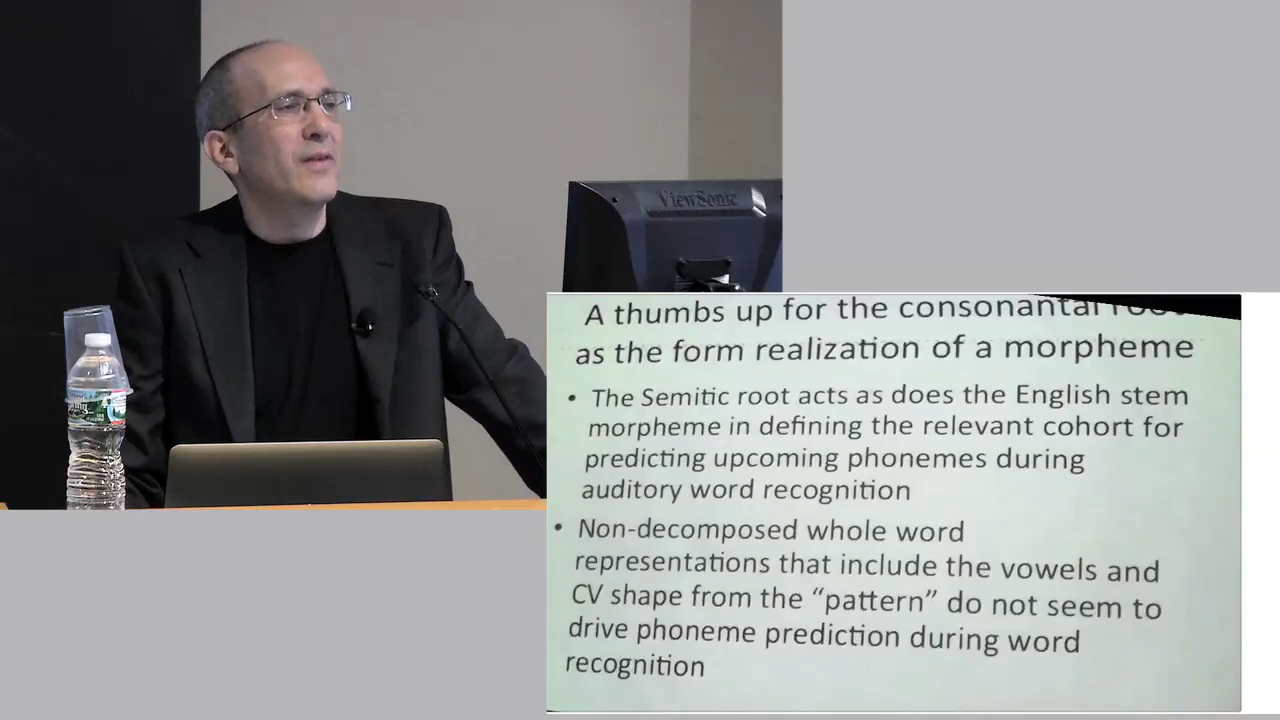 ViewSonic
A thumbs up for the consonantal root
as the form realization of a morpheme
• The Semitic root acts as does the English stem
morpheme in defining the relevant cohort for
predicting upcoming phonemes during
auditory word recognition
• Non-decomposed whole word
representations that include the vowels and
CV shape from the “pattern” do not seem to
drive phoneme prediction during word
recognition